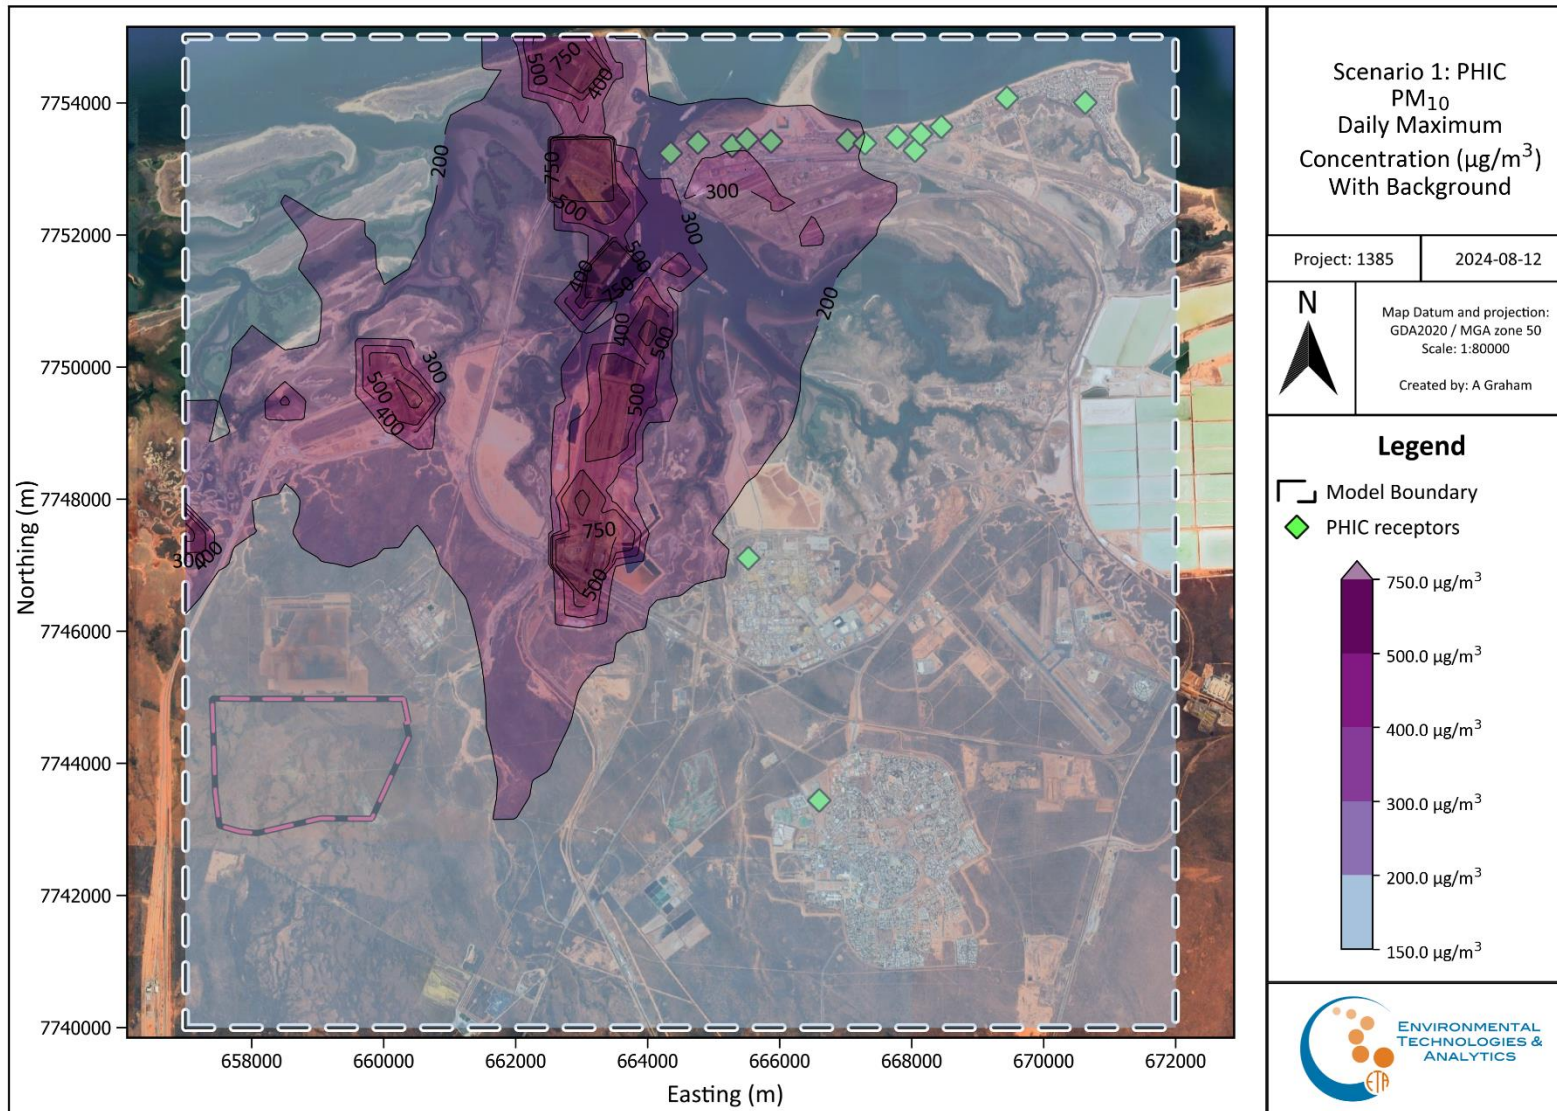 Scenario 1: PHIC
PM10
Daily Maximum
Concentration (µg/m³)
With Background
Project: 1385
2024-08-12
N
Map Datum and projection:
GDA2020 / MGA zone 50
Scale: 1:80000
Created by: A Graham
Legend
Model Boundary
PHIC receptors
750.0 µg/m³
500.0 µg/m³
400.0 µg/m³
300.0 µg/m³
200.0 µg/m³
150.0 µg/m³
ENVIRONMENTAL
TECHNOLOGIES &
ANALYTICS
ETA
Northing (m)
7754000
7752000
7750000
7748000
7746000
7744000
7742000
7740000
658000
660000
662000
664000
666000
668000
670000
672000
Easting (m)
750
500
400
200
750
500
300
300
500
400
750
200
400
500
300
500
400
500
750
500
300
400